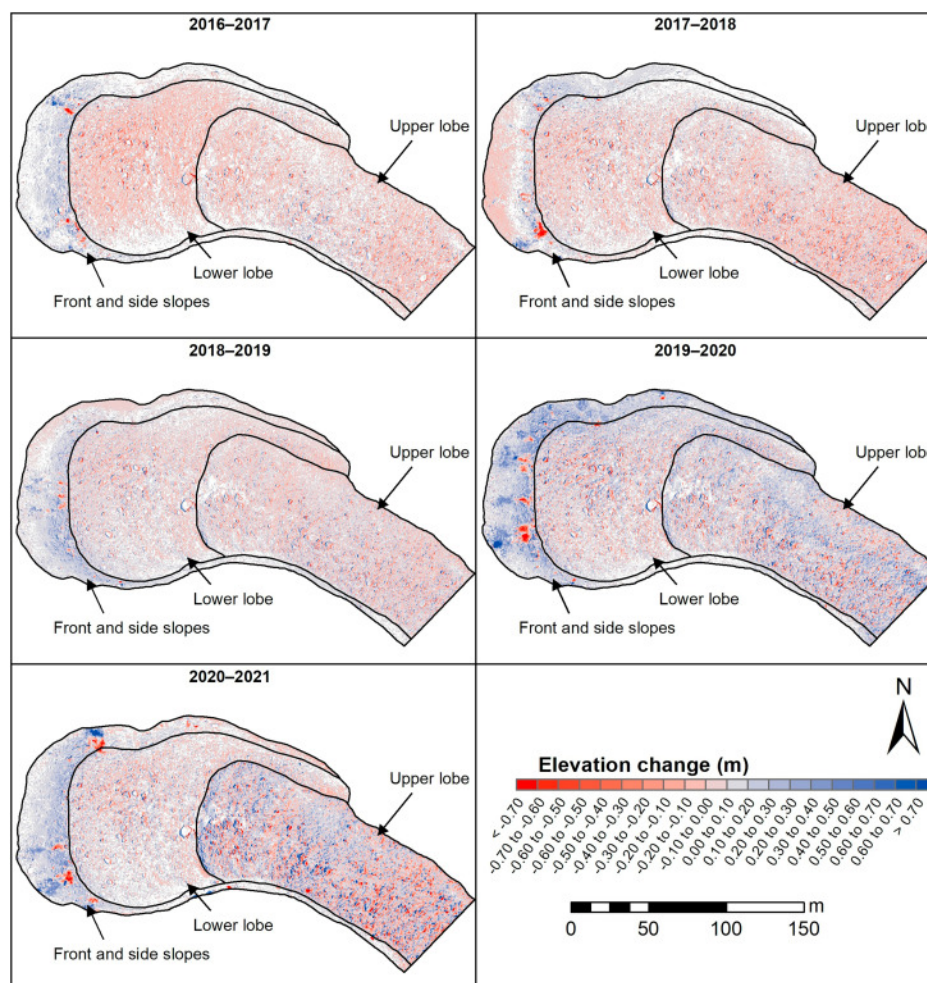 2016–2017
Upper lobe
Lower lobe
Front and side slopes
2017–2018
Upper lobe
Lower lobe
Front and side slopes
2018–2019
Upper lobe
Lower lobe
Front and side slopes
2019–2020
Upper lobe
Lower lobe
Front and side slopes
2020–2021
Upper lobe
Lower lobe
Front and side slopes
N
Elevation change (m)
< -0.70
-0.70 to -0.60
-0.60 to -0.50
-0.50 to -0.40
-0.40 to -0.30
-0.30 to -0.20
-0.20 to -0.10
-0.10 to 0.00
0.00 to 0.10
0.10 to 0.20
0.20 to 0.30
0.30 to 0.40
0.40 to 0.50
0.50 to 0.60
0.60 to 0.70
> 0.70
m
0 50 100 150